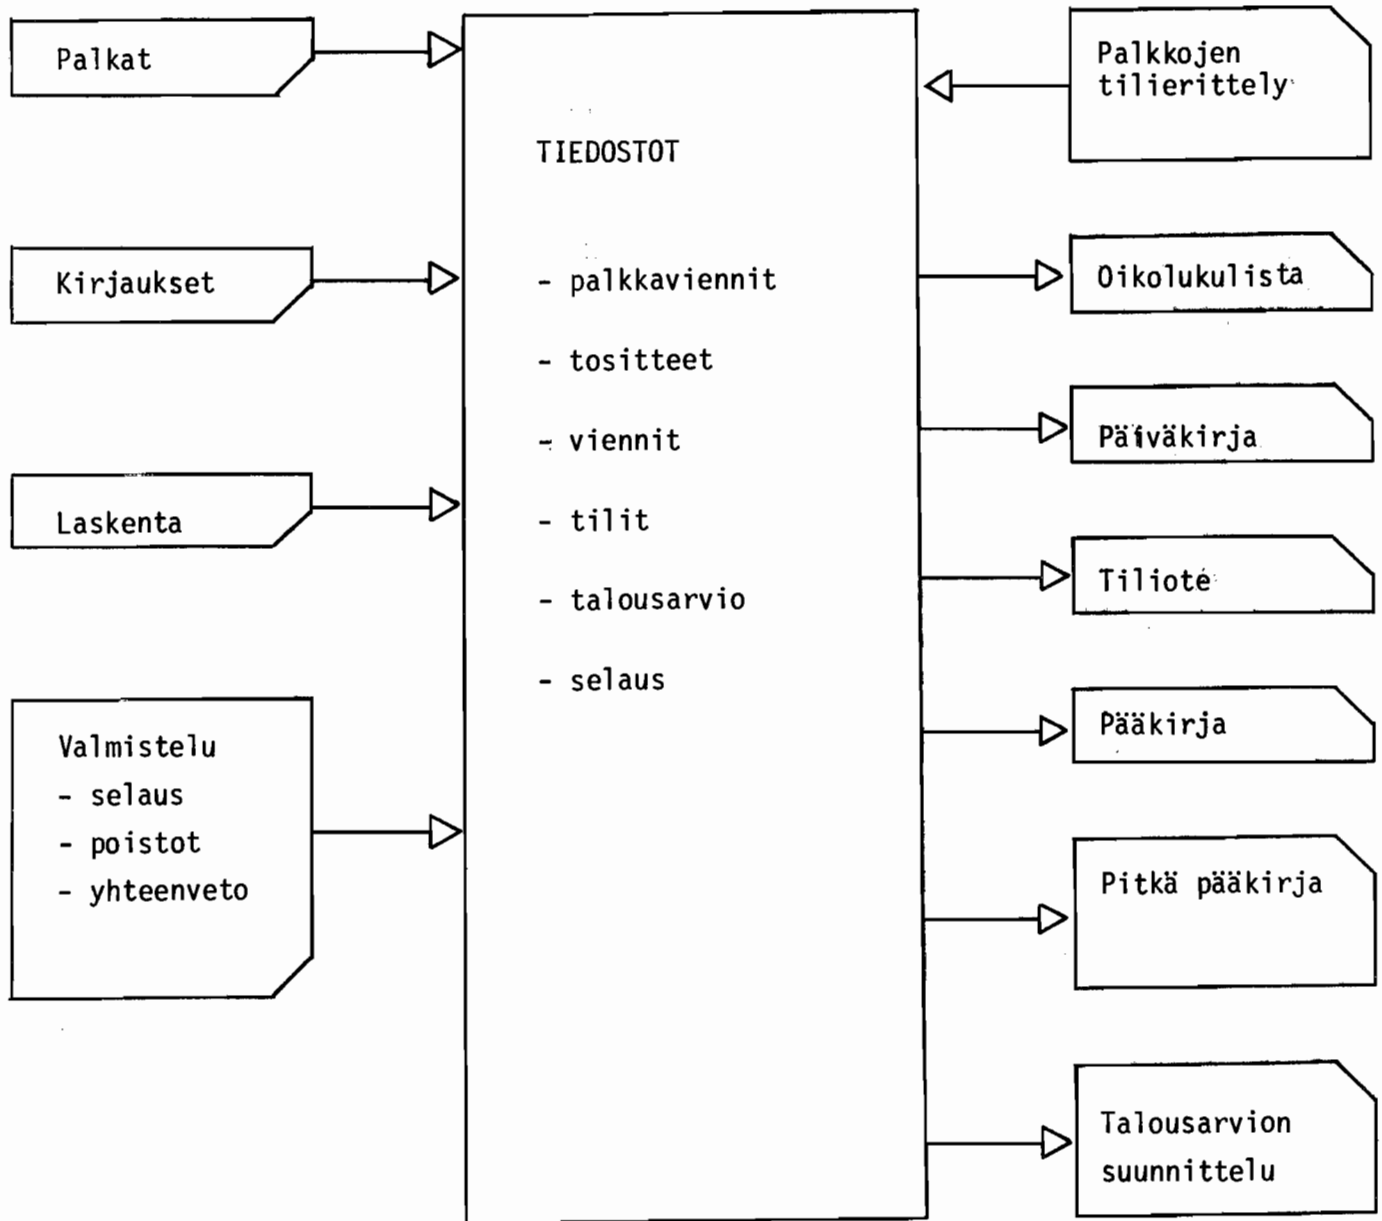 Palkat
Kirjaukset
Laskenta
Valmistelu
- selaus
- poistot
- yhteenveto
TIEDOSTOT
- palkkaviennit
- tositteet
- viennit
- tilit
- talousarvio
- selaus
Palkkojen
tilierittely
Oikolukulista
Päiväkirja
Tiliote
Pääkirja
Pitkä pääkirja
Talousarvion
suunnittelu